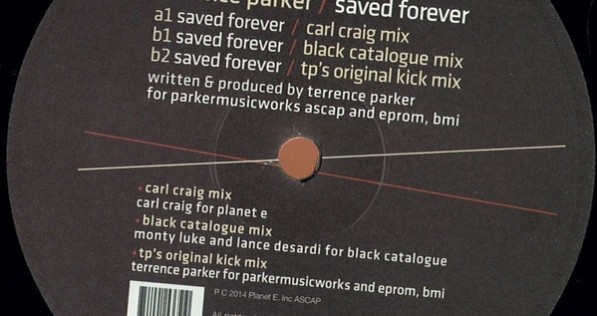 parker / saved forever
a1 saved forever / carl craig mix
b1 saved forever / black catalogue mix
b2 saved forever / tp's original kick mix
written & produced by terrence parker
for parkermusicworks ascap and eprom, bmi
• carl craig mix
carl craig for planet e
• black catalogue mix
monty luke and lance desardi for black catalogue
• tp's original kick mix
terrence parker for parkermusicworks and eprom, bmi
P C 2014 Planet E. Inc ASCAP